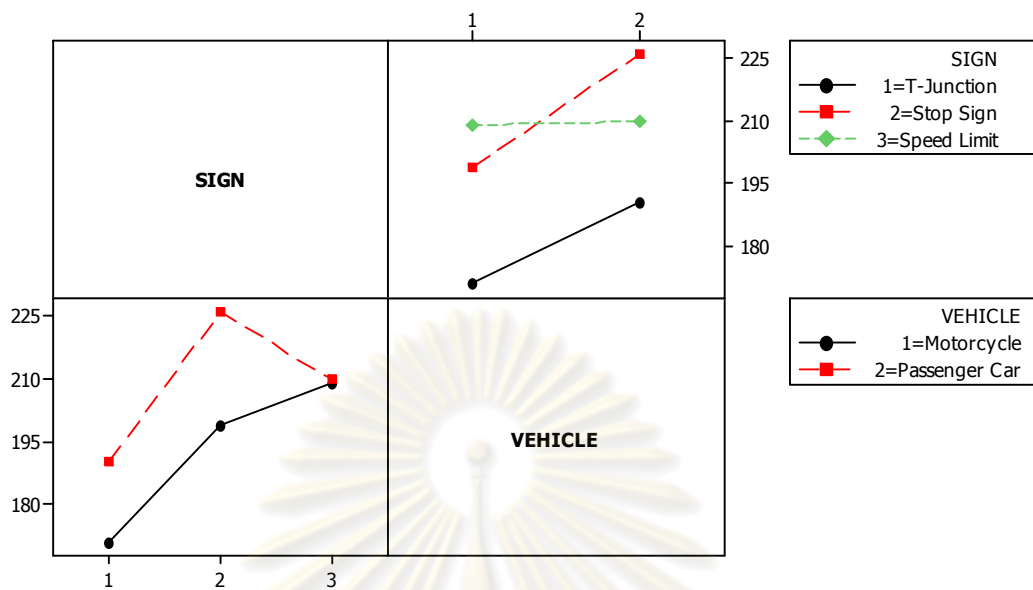 1 2
SIGN
225
210
195
180
SIGN
1=T-Junction
2=Stop Sign
3=Speed Limit
225
210
195
180
VEHICLE
1 2 3
VEHICLE
1=Motorcycle
2=Passenger Car